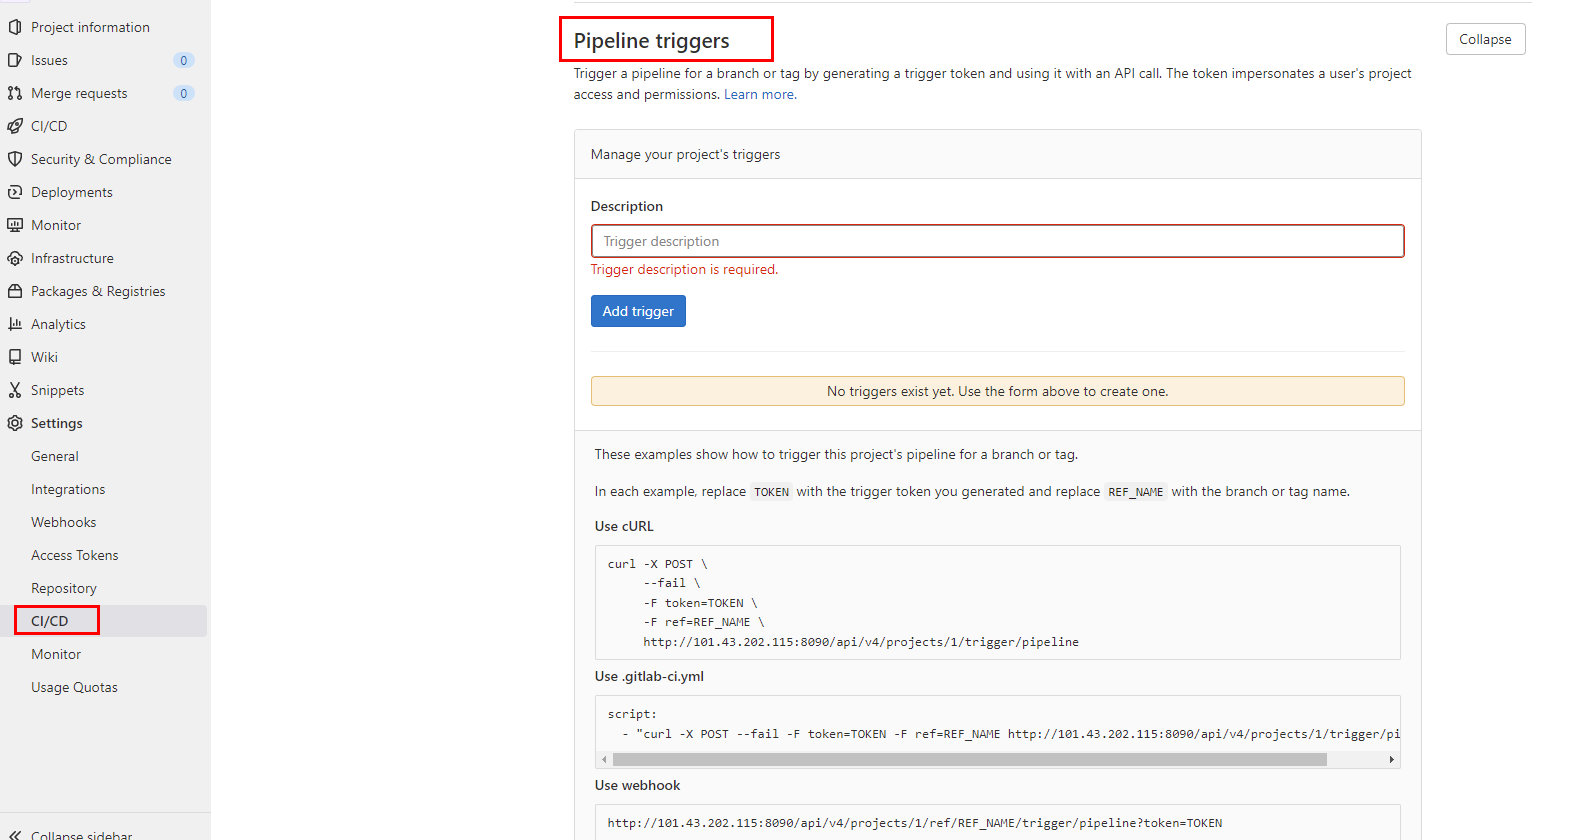 Project information
Issues 0
Merge requests 0
CI/CD
Security & Compliance
Deployments
Monitor
Infrastructure
Packages & Registries
Analytics
Wiki
Snippets
Settings
General
Integrations
Webhooks
Access Tokens
Repository
CI/CD
Monitor
Usage Quotas
Collapse sidebar
Pipeline triggers
Collapse
Trigger a pipeline for a branch or tag by generating a trigger token and using it with an API call. The token impersonates a user's project
access and permissions. Learn more.
Manage your project's triggers
Description
Trigger description
Trigger description is required.
Add trigger
No triggers exist yet. Use the form above to create one.
These examples show how to trigger this project's pipeline for a branch or tag.
In each example, replace TOKEN with the trigger token you generated and replace REF_NAME with the branch or tag name.
Use cURL
curl -X POST \
--fail \
-F token=TOKEN \
-F ref=REF_NAME \
http://101.43.202.115:8090/api/v4/projects/1/trigger/pipeline
Use .gitlab-ci.yml
script:
- "curl -X POST --fail -F token=TOKEN -F ref=REF_NAME http://101.43.202.115:8090/api/v4/projects/1/trigger/pi
Use webhook
http://101.43.202.115:8090/api/v4/projects/1/ref/REF_NAME/trigger/pipeline?token=TOKEN